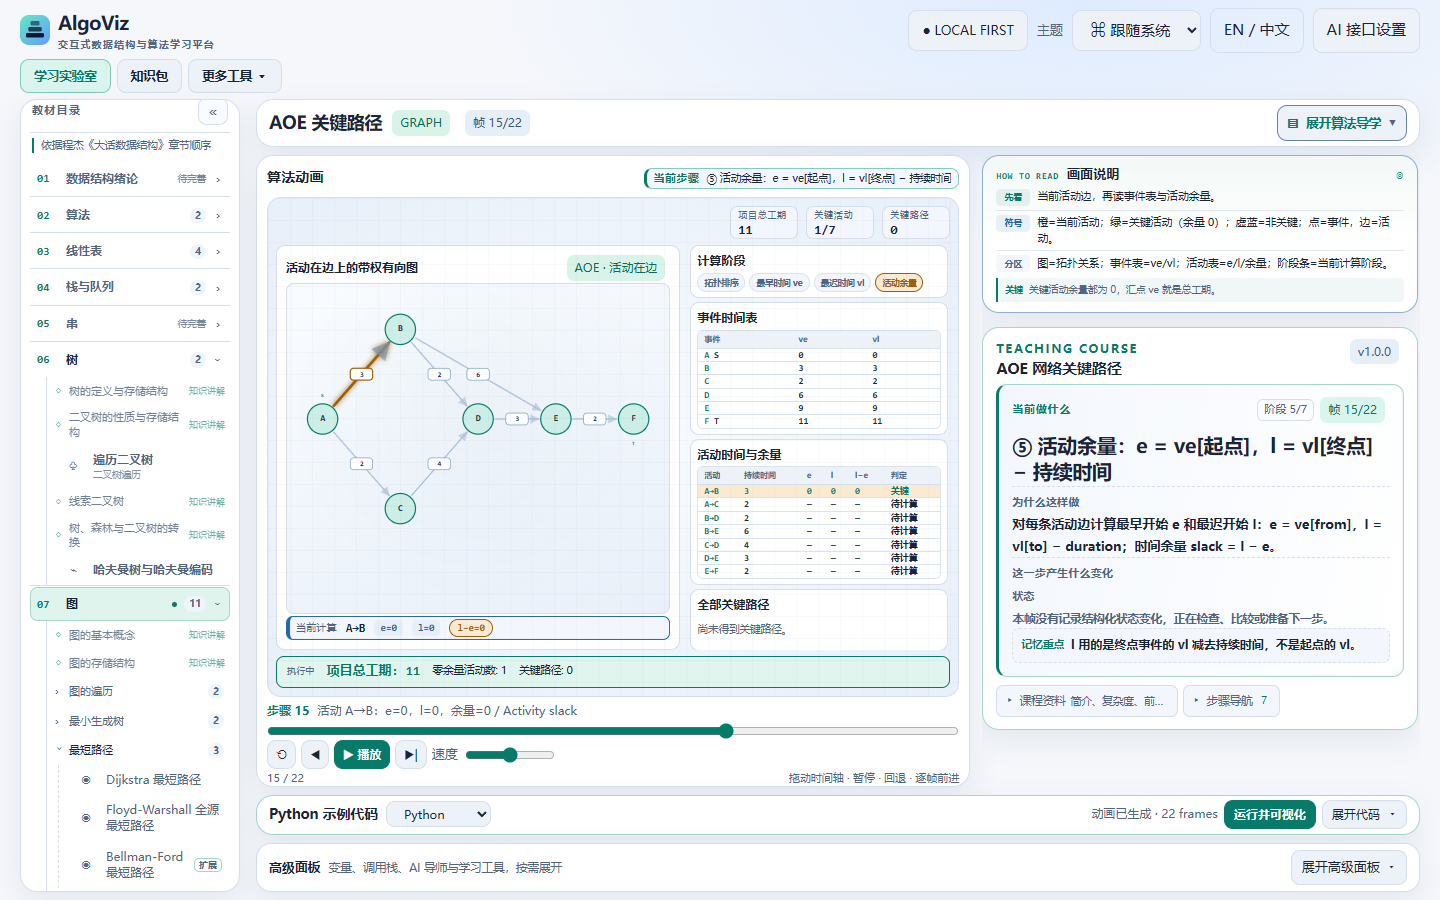 AlgoViz
交互式数据结构与算法学习平台
● LOCAL FIRST
主题
⌘ 跟随系统
EN / 中文
AI 接口设置
学习实验室
知识包
更多工具 ▾
教材目录
«
依据程杰《大话数据结构》章节顺序
01 数据结构绪论 待完善 ›
02 算法 2 ›
03 线性表 4 ›
04 栈与队列 2 ›
05 串 待完善 ›
06 树 2
树的定义与存储结构 知识讲解
二叉树的性质与存储结构 知识讲解
遍历二叉树
二叉树遍历
线索二叉树 知识讲解
树、森林与二叉树的转换 知识讲解
哈夫曼树与哈夫曼编码
07 图 ● 11
图的基本概念 知识讲解
图的存储结构 知识讲解
› 图的遍历 2
› 最小生成树 2
最短路径 3
◉ Dijkstra 最短路径
◉ Floyd-Warshall 全源
最短路径
◉ Bellman-Ford
最短路径 扩展
AOE 关键路径 GRAPH 帧 15/22
展开算法导学 ▾
算法动画
当前步骤 ⑤ 活动余量：e = ve[起点]，l = vl[终点] − 持续时间
项目总工期
11
关键活动
1/7
关键路径
0
活动在边上的带权有向图
AOE · 活动在边
B
3 2 6
S
A D 3 E 2 F
T
2 4
C
当前计算 A→B e=0 l=0 l−e=0
计算阶段
拓扑排序 最早时间 ve 最迟时间 vl 活动余量
事件时间表
事件 ve vl
A S 0 0
B 3 3
C 2 2
D 6 6
E 9 9
F T 11 11
活动时间与余量
活动 持续时间 e l l−e 判定
A→B 3 0 0 0 关键
A→C 2 — — — 待计算
B→D 2 — — — 待计算
B→E 6 — — — 待计算
C→D 4 — — — 待计算
D→E 3 — — — 待计算
E→F 2 — — — 待计算
全部关键路径
尚未得到关键路径。
执行中 项目总工期：11 零余量活动数: 1 关键路径: 0
步骤 15 活动 A→B：e=0，l=0，余量=0 / Activity slack
▶ 播放
速度
15 / 22
拖动时间轴 · 暂停 · 回退 · 逐帧前进
HOW TO READ 画面说明
先看 当前活动边，再读事件表与活动余量。
符号 橙=当前活动；绿=关键活动（余量 0）；虚蓝=非关键；点=事件，边=活
动。
分区 图=拓扑关系；事件表=ve/vl；活动表=e/l/余量；阶段条=当前计算阶段。
关键 关键活动余量都为 0，汇点 ve 就是总工期。
TEACHING COURSE
AOE 网络关键路径
v1.0.0
当前做什么
阶段 5/7
帧 15/22
⑤ 活动余量：e = ve[起点]，l = vl[终点]
− 持续时间
为什么这样做
对每条活动边计算最早开始 e 和最迟开始 l：e = ve[from]，l =
vl[to] − duration；时间余量 slack = l − e。
这一步产生什么变化
状态
本帧没有记录结构化状态变化，正在检查、比较或准备下一步。
记忆重点 l 用的是终点事件的 vl 减去持续时间，不是起点的 vl。
‣ 课程资料 简介、复杂度、前...
‣ 步骤导航 7
Python 示例代码
Python
动画已生成 · 22 frames
运行并可视化
展开代码
高级面板 变量、调用栈、AI 导师与学习工具，按需展开
展开高级面板